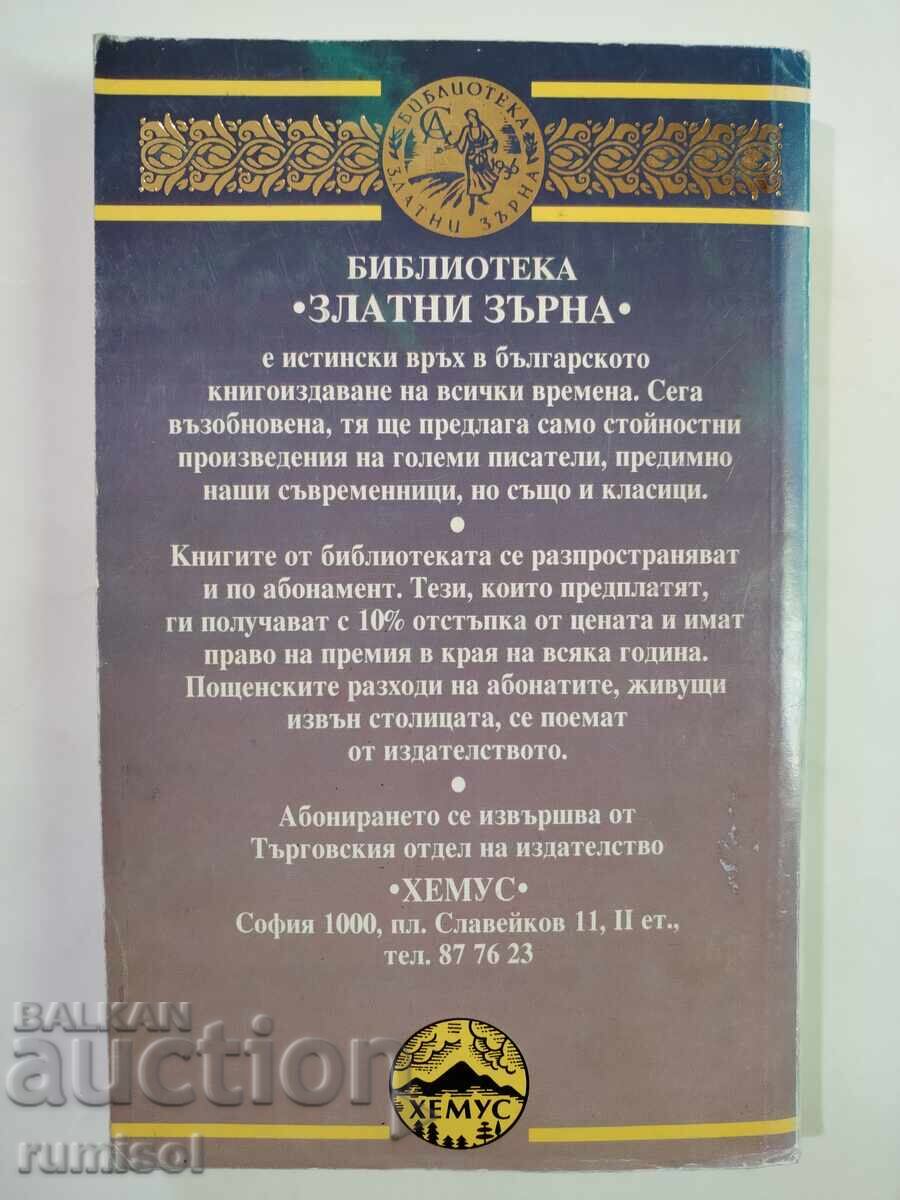 БИБЛИОТЕКА
ЗЛАТНИ ЗЪРНА
БИБЛИОТЕКА
•ЗЛАТНИ ЗЪРНА•
е истински връх в българското
книгоиздаване на всички времена. Сега
възобновена, тя ще предлага само стойностни
произведения на големи писатели, предимно
наши съвременници, но също и класици.
•
Книгите от библиотеката се разпространяват
и по абонамент. Тези, които предплатят,
ги получават с 10% отстъпка от цената и имат
право на премия в края на всяка година.
Пощенските разходи на абонатите, живущи
извън столицата, се поемат
от издателството.
•
Абонирането се извършва от
Търговския отдел на издателство
•ХЕМУС•
София 1000, пл. Славейков 11, II ет.,
тел. 87 76 23
ХЕМУС
BALKAN
auction
rumisol